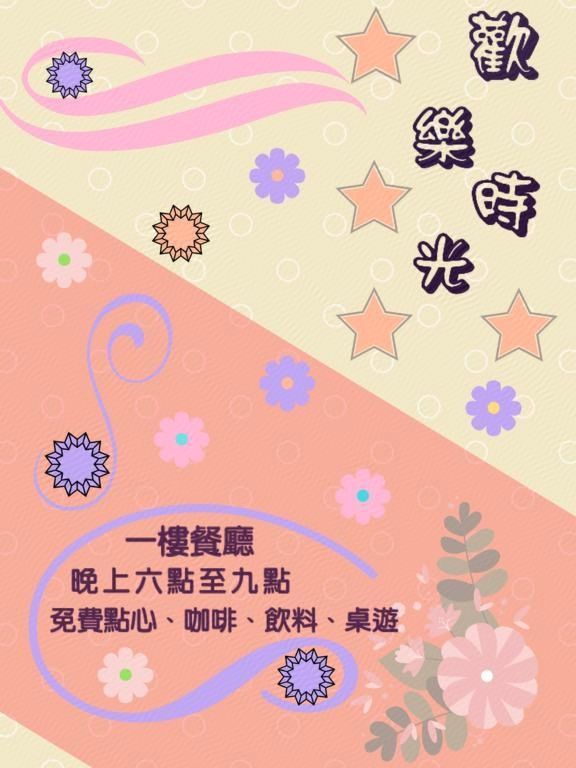 歡樂時光
一樓餐廳
晚上六點至九點
免費點心、咖啡、飲料、桌遊